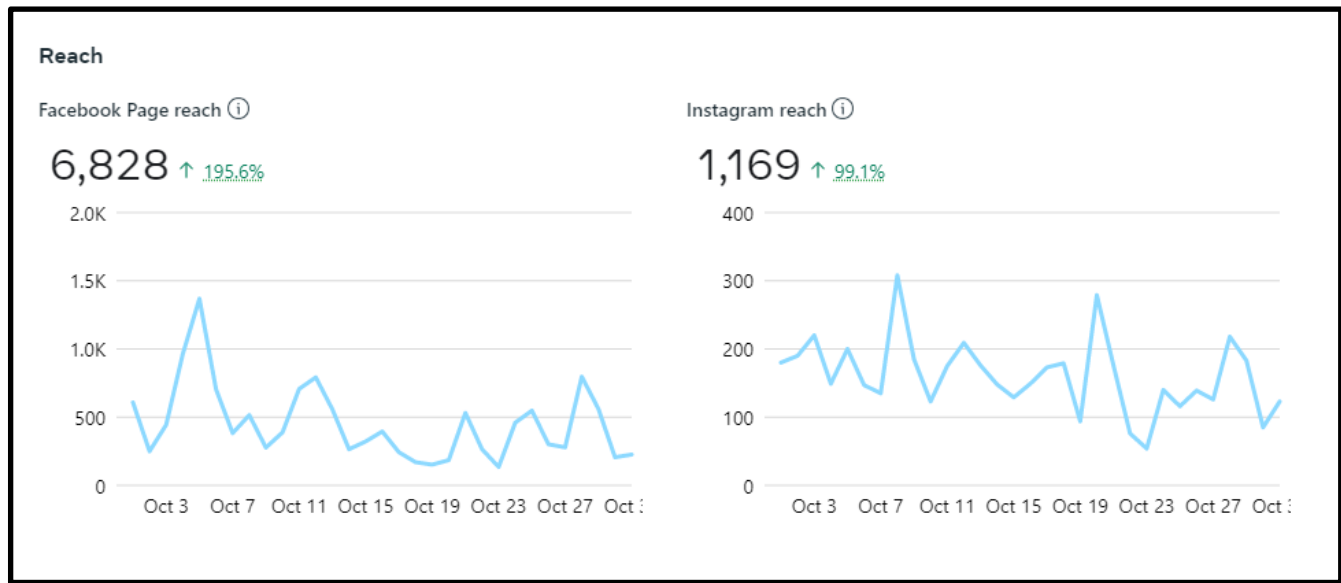 Reach
Facebook Page reach
6,828 ↑ 195.6%
2.0K
1.5K
1.0K
500
0
Oct 3 Oct 7 Oct 11 Oct 15 Oct 19 Oct 23 Oct 27 Oct
Instagram reach
1,169 ↑ 99.1%
400
300
200
100
0
Oct 3 Oct 7 Oct 11 Oct 15 Oct 19 Oct 23 Oct 27 Oct